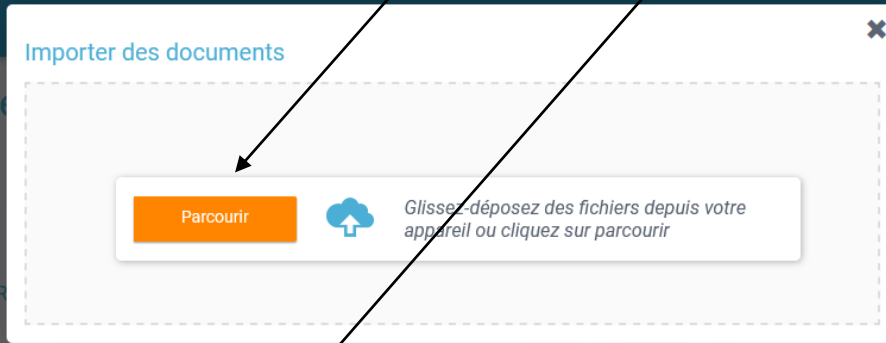 Importer des documents
Parcourir
Glissez-déposez des fichiers depuis votre
appareil ou cliquez sur parcourir